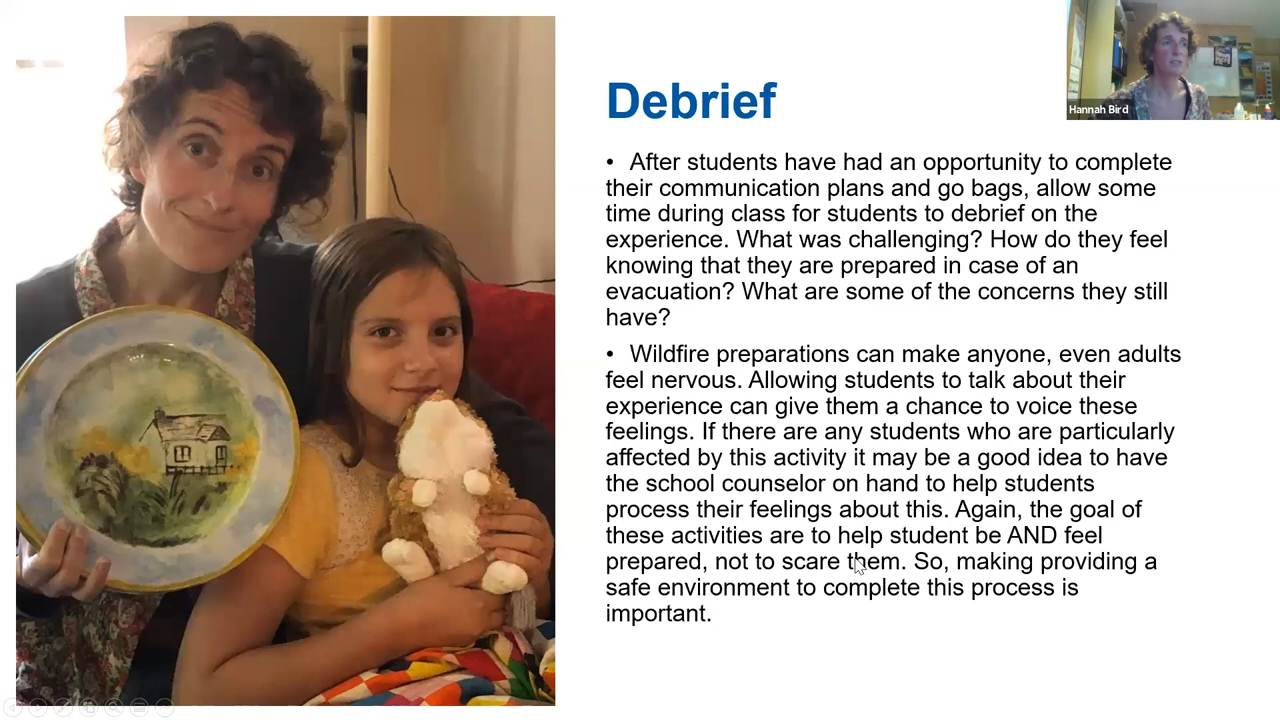 Debrief
Hannah Bird
• After students have had an opportunity to complete
their communication plans and go bags, allow some
time during class for students to debrief on the
experience. What was challenging? How do they feel
knowing that they are prepared in case of an
evacuation? What are some of the concerns they still
have?
• Wildfire preparations can make anyone, even adults
feel nervous. Allowing students to talk about their
experience can give them a chance to voice these
feelings. If there are any students who are particularly
affected by this activity it may be a good idea to have
the school counselor on hand to help students
process their feelings about this. Again, the goal of
these activities are to help student be AND feel
prepared, not to scare them. So, making providing a
safe environment to complete this process is
important.